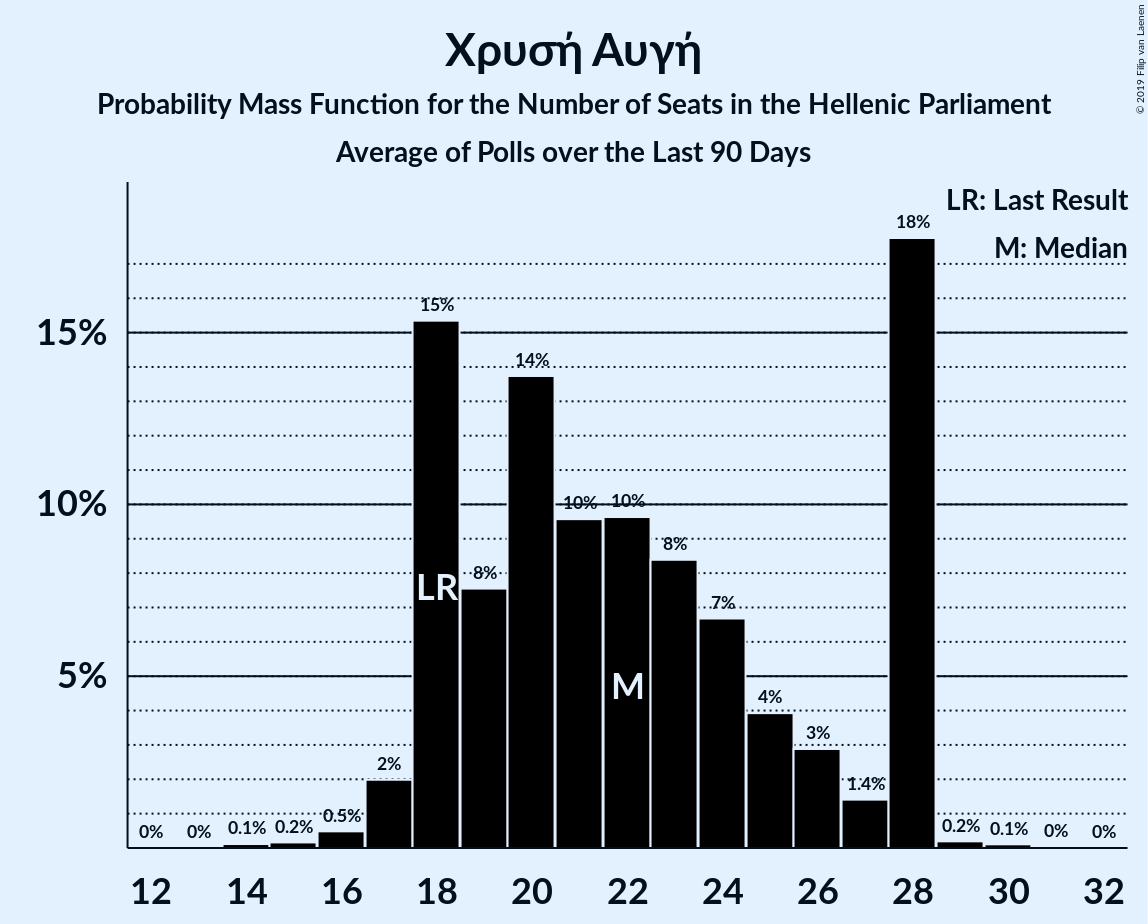 Χρυσή Αυγή
Probability Mass Function for the Number of Seats in the Hellenic Parliament
Average of Polls over the Last 90 Days
© 2019 Filip van Laenen
LR: Last Result
M: Median
15%
10%
5%
0%
0%
0.1%
0.2%
0.5%
2%
15%
8%
14%
10%
10%
8%
7%
4%
3%
1.4%
18%
0.2%
0.1%
0%
0%
LR
M
12 14 16 18 20 22 24 26 28 30 32